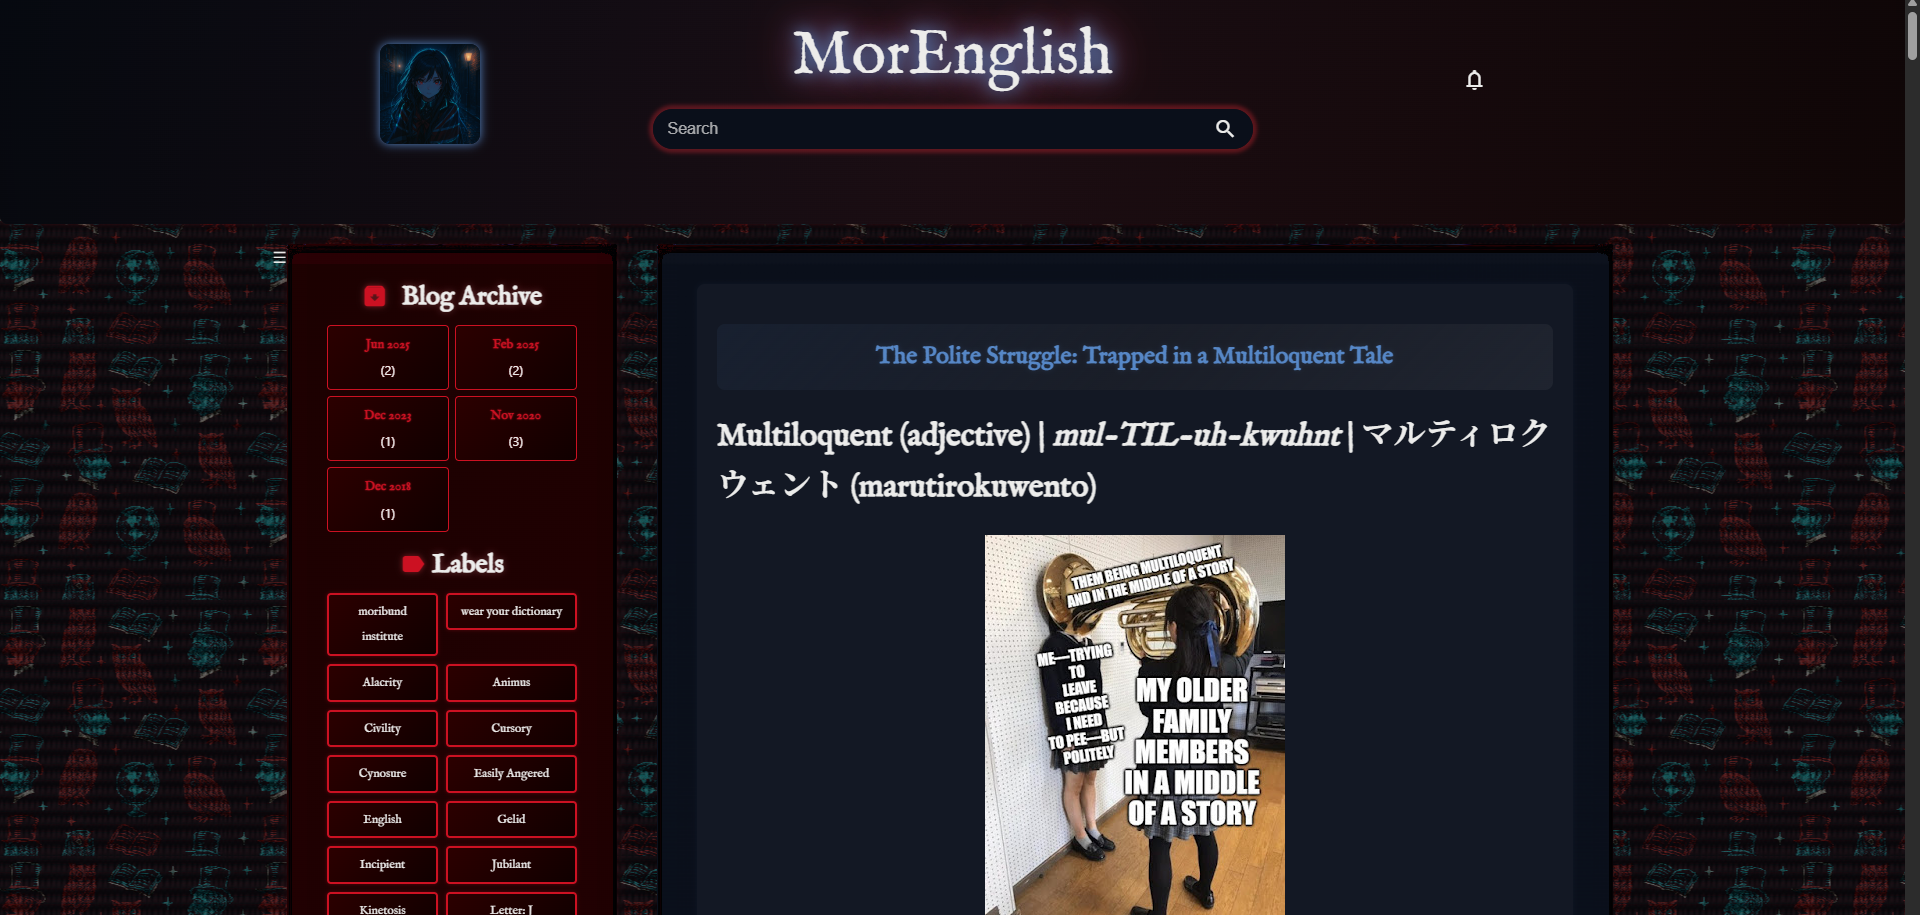 MorEnglish
Search
Blog Archive
Jun 2025
(2)
Feb 2025
(2)
Dec 2023
(1)
Nov 2020
(3)
Dec 2018
(1)
Labels
moribund
institute
wear your dictionary
Alacrity
Animus
Civility
Cursory
Cynosure
Easily Angered
English
Gelid
Incipient
Jubilant
Kinetosis
Letter: J
The Polite Struggle: Trapped in a Multiloquent Tale
Multiloquent (adjective) | mul-TIL-uh-kwuhnt | マルティロク
ウェント (marutirokuwento)
THEM BEING MULTILOQUENT
AND IN THE MIDDLE OF A STORY
ME—TRYING
TO
LEAVE
BECAUSE
I NEED
TO PEE—BUT
POLITELY
MY OLDER
FAMILY
MEMBERS
IN A MIDDLE
OF A STORY